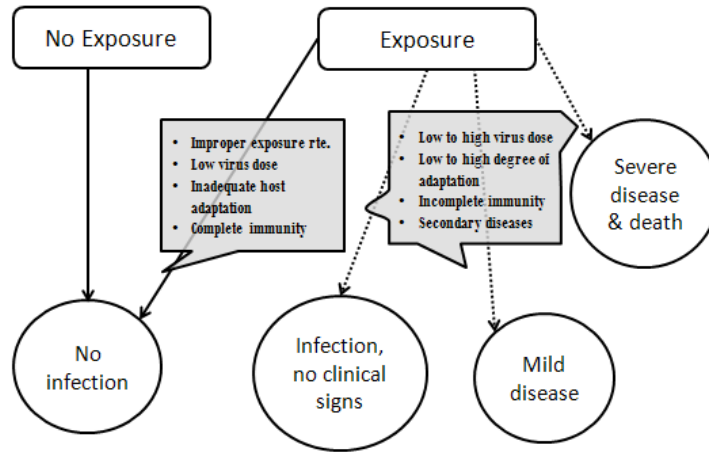 No Exposure
Exposure
• Improper exposure rte.
• Low virus dose
• Inadequate host
adaptation
• Complete immunity
• Low to high virus dose
• Low to high degree of
adaptation
• Incomplete immunity
• Secondary diseases
Severe
disease
& death
No
infection
Infection,
no clinical
signs
Mild
disease